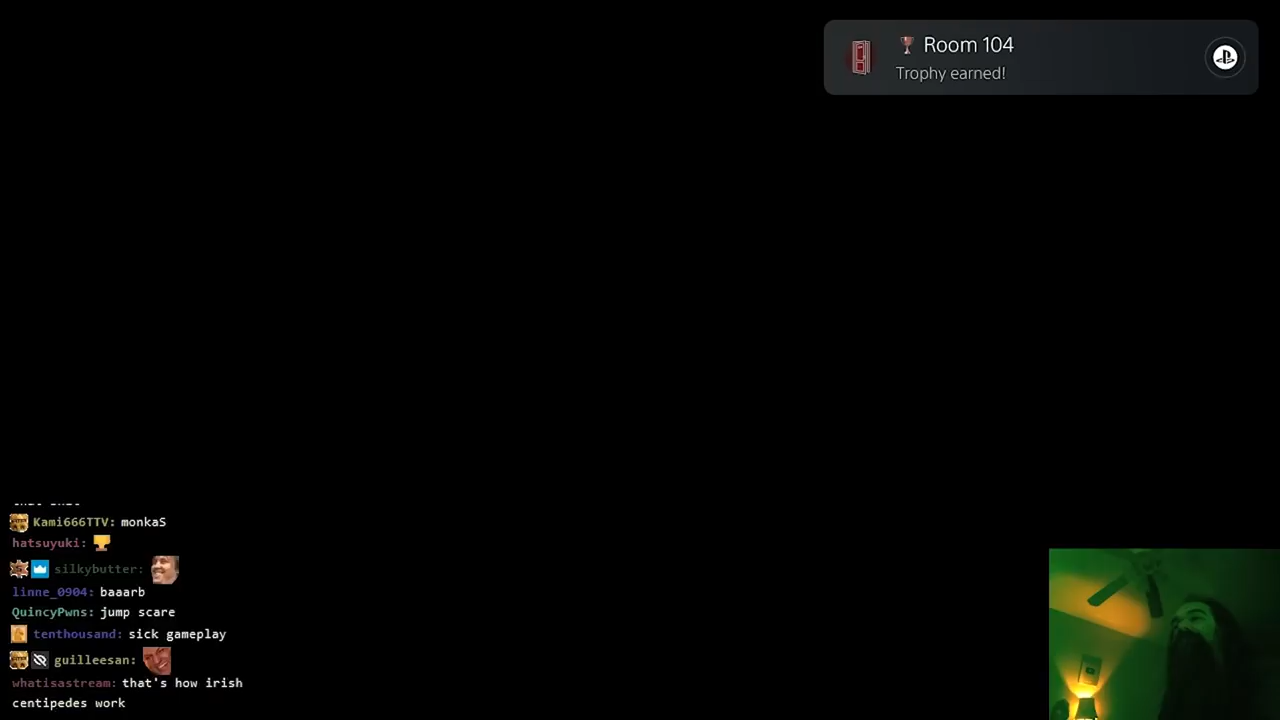 Room 104
Trophy earned!
Kami666TTV: monkaS
hatsuyuki:
silkybutter:
linne_0904: baaarb
QuincyPwns: jump scare
tenthousand: sick gameplay
guilleesan:
whatisastream: that's how irish
centipedes work